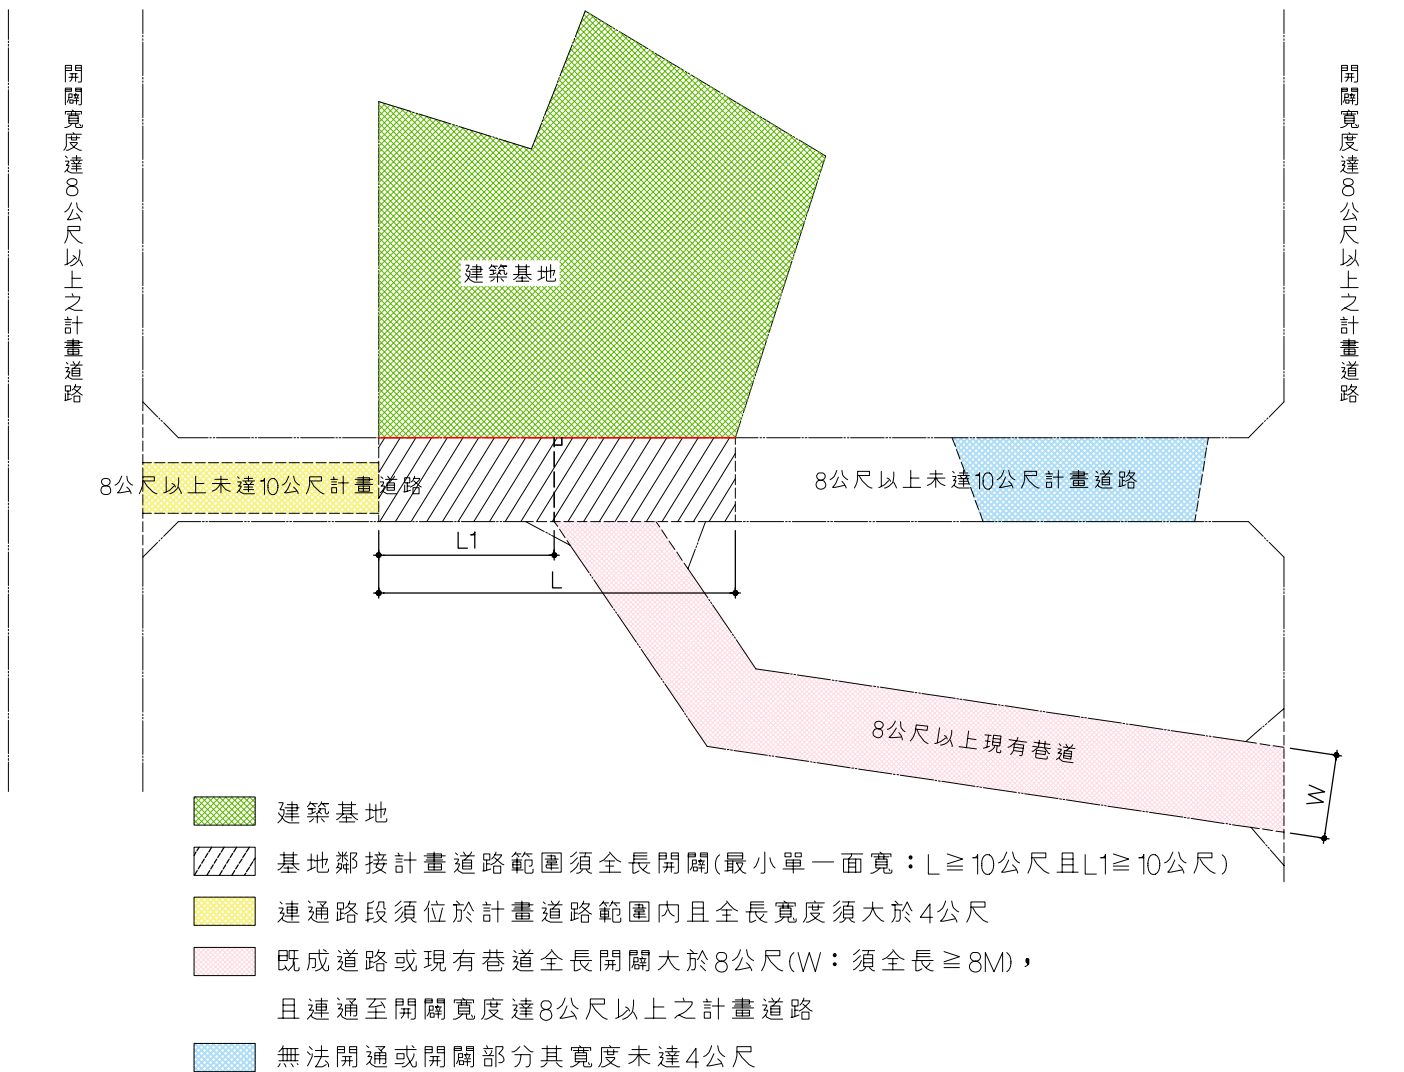 開闢寬度達8公尺以上之計畫道路
開闢寬度達8公尺以上之計畫道路
建築基地
8公尺以上未達10公尺計畫道路
8公尺以上未達10公尺計畫道路
L1
L
8公尺以上現有巷道
W
建築基地
基地鄰接計畫道路範圍須全長開闢(最小單一面寬：L≧10公尺且L1≧10公尺)
連通路段須位於計畫道路範圍內且全長寬度須大於4公尺
既成道路或現有巷道全長開闢大於8公尺(W：須全長≧8M)，
且連通至開闢寬度達8公尺以上之計畫道路
無法開通或開闢部分其寬度未達4公尺